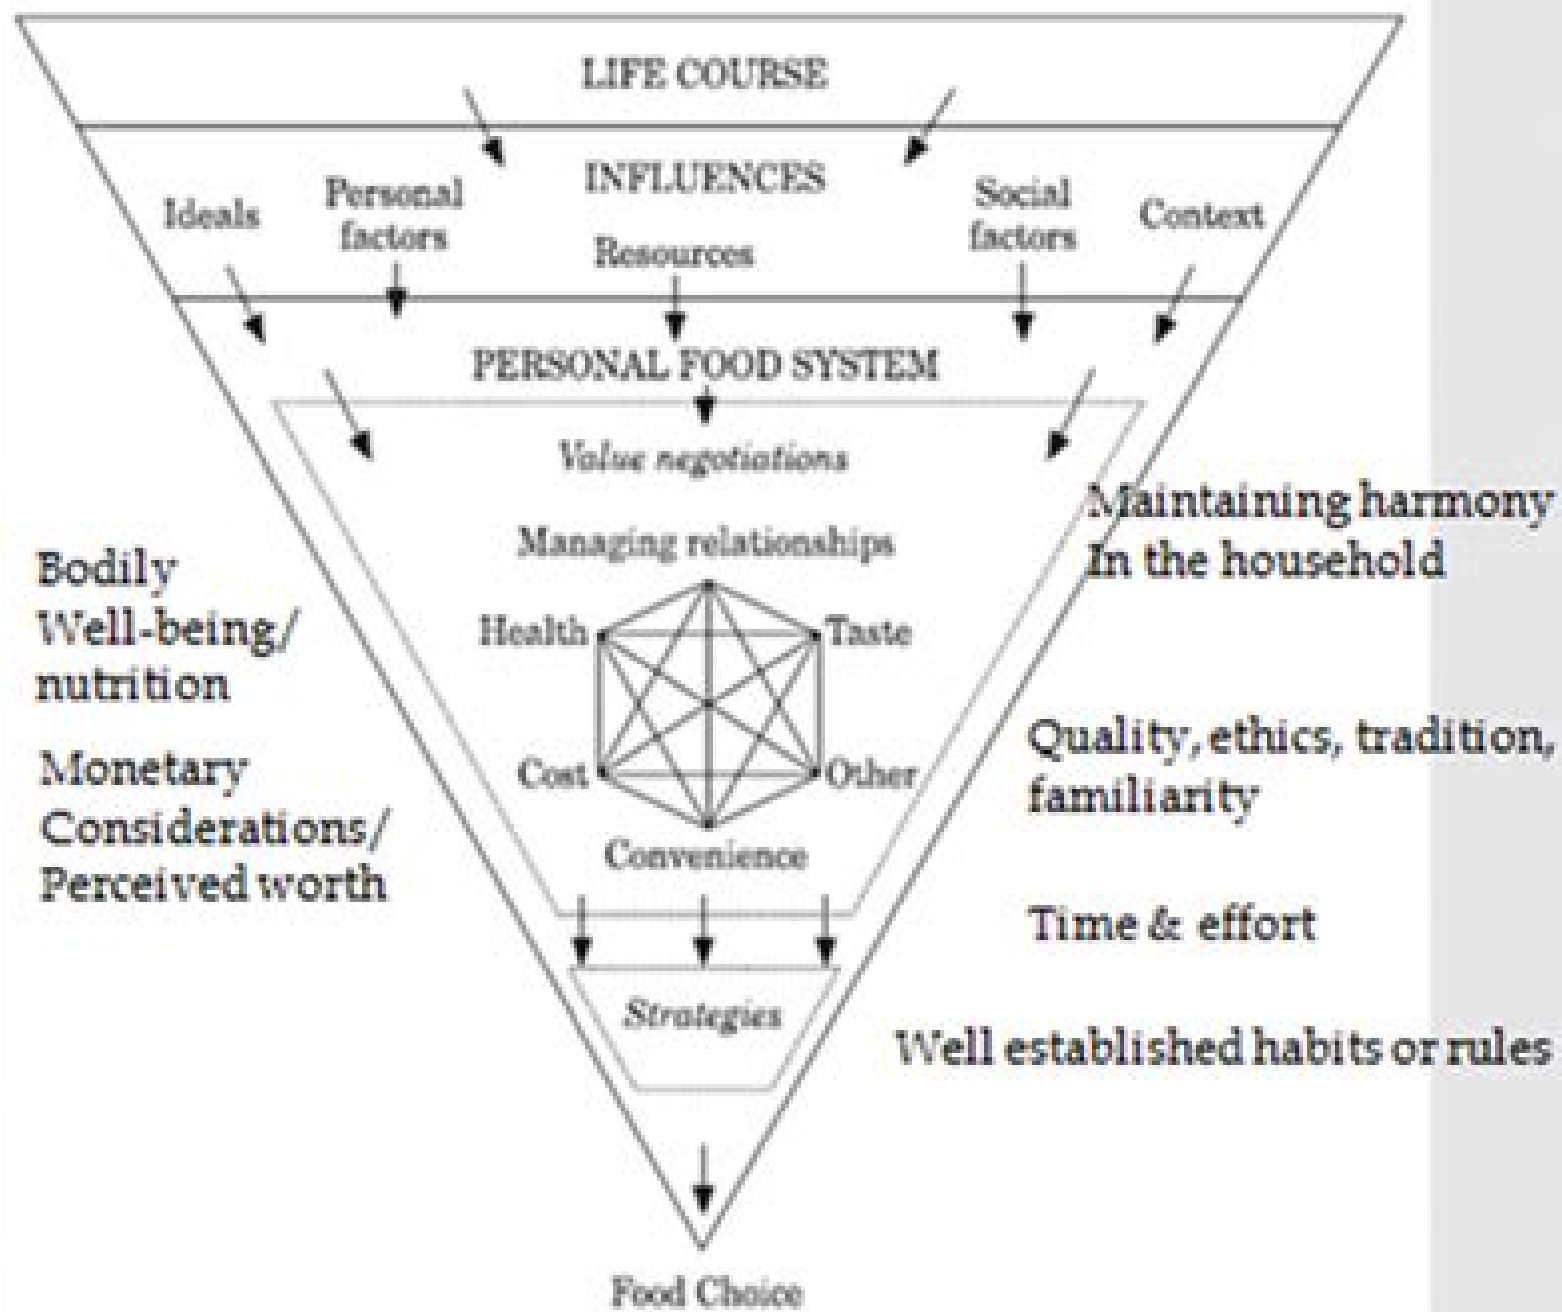 LIFE COURSE
INFLUENCES
Ideals
Personal
factors
Resources
Social
factors
Context
PERSONAL FOOD SYSTEM
Value negotiations
Managing relationships
Health
Taste
Cost
Other
Convenience
Strategies
Food Choice
Bodily
Well-being/
nutrition
Monetary
Considerations/
Perceived worth
Maintaining harmony
In the household
Quality, ethics, tradition,
familiarity
Time & effort
Well established habits or rules